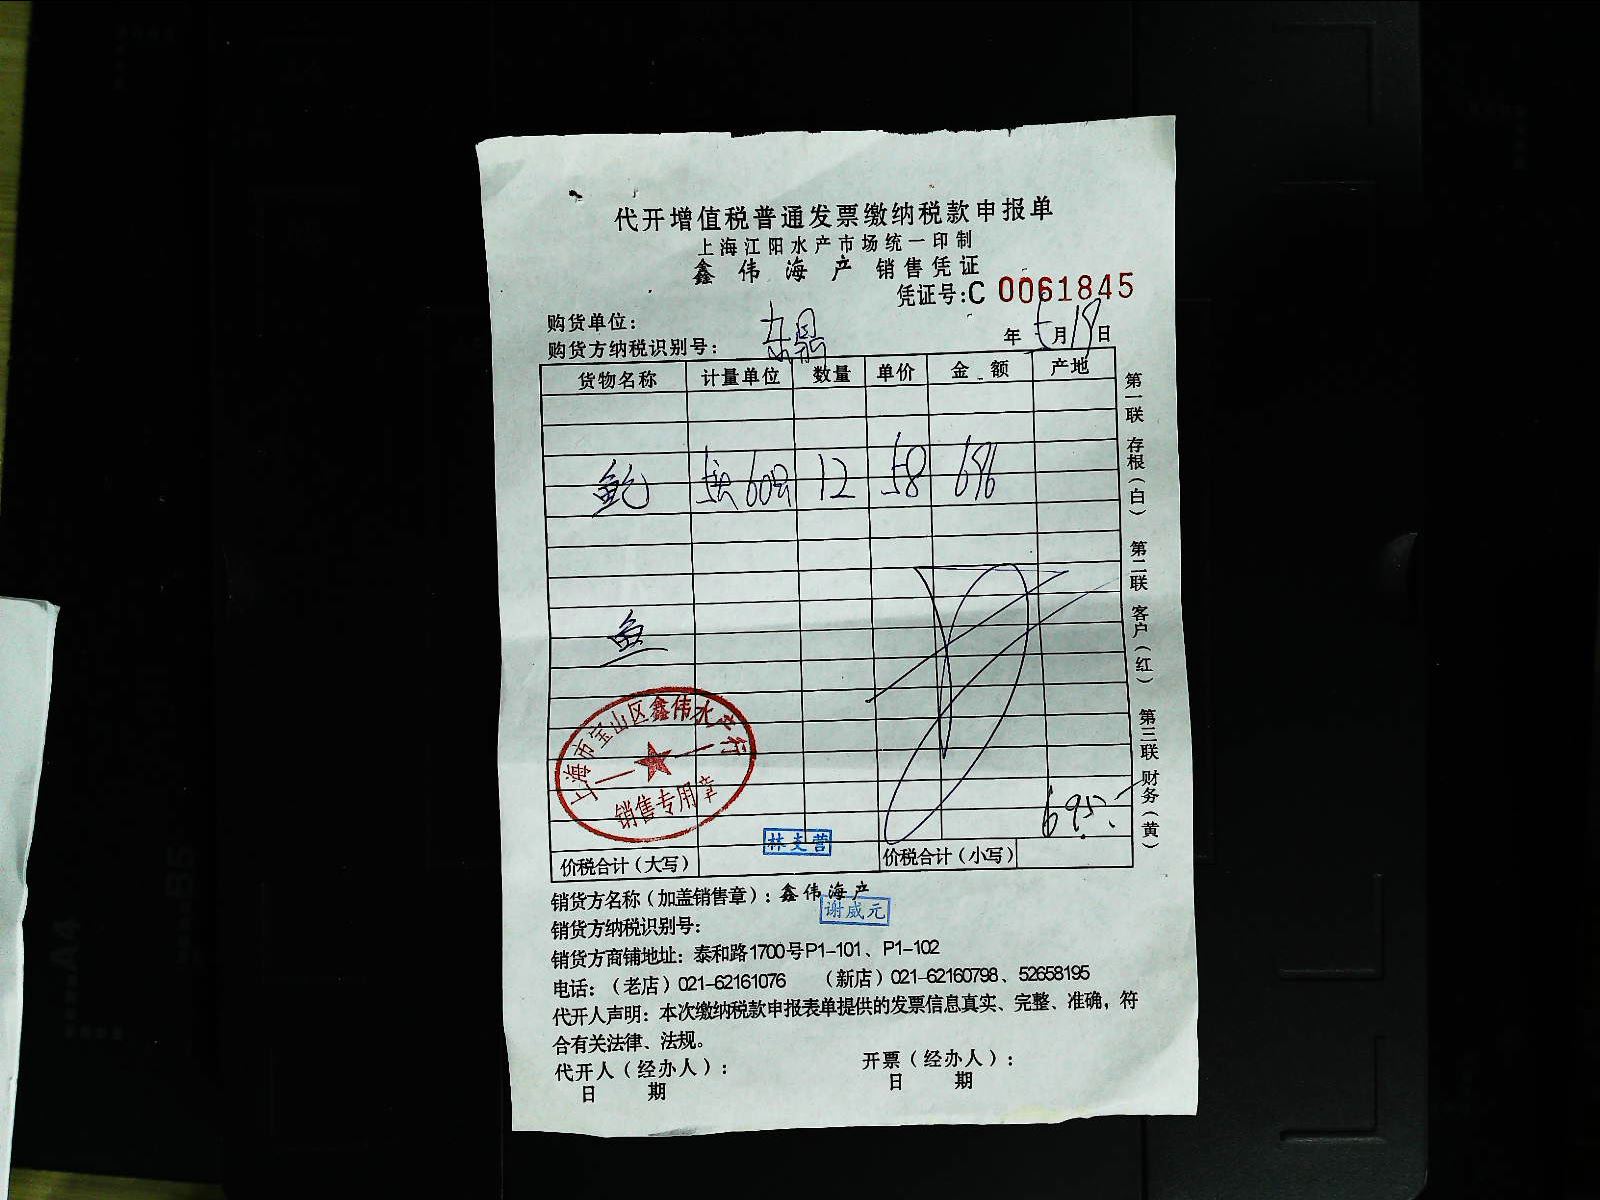 代开增值税普通发票缴纳税款申报单
上海江阳水产市场统一印制
鑫伟海产 销售凭证
凭证号:C 0061845
购货单位:
购货方纳税识别号:
年 5月19日
货物名称 计量单位 数量 单价 金额 产地
鲍 60 12 58 696
鱼
695
上海市宝山区鑫伟水产行
销售专用章
林支营
价税合计(大写) 价税合计(小写)
销货方名称(加盖销售章):鑫伟海产
谢威元
销货方纳税识别号:
销货方商铺地址:泰和路1700号P1-101、P1-102
电话:(老店)021-62161076 (新店)021-62160798、52658195
代开人声明:本次缴纳税款申报表单提供的发票信息真实、完整、准确,符
合有关法律、法规。
代开人(经办人): 开票(经办人):
日 期 日 期
第一联 存根(白) 第二联 客户(红) 第三联 财务(黄)